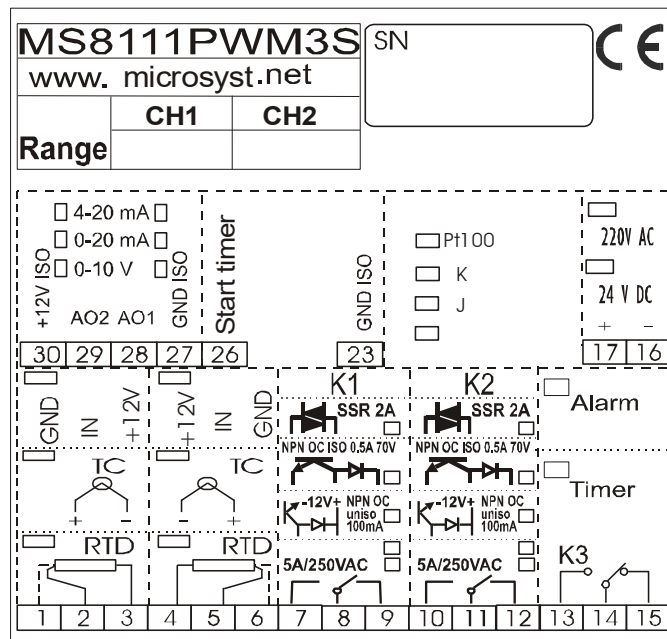 MS8111PWM3S
SN
CE
www. microsyst.net
CH1 CH2
Range
4-20 mA
0-20 mA
0-10 V
+12V ISO
AO2 AO1
GND ISO
Start timer
GND ISO
Pt100
K
J
220V AC
24 V DC
+ -
30 29 28 27 26 23 17 16
GND IN +12V
+12V IN GND
K1
SSR 2A
K2
SSR 2A
Alarm
NPN OC ISO 0.5A 70V
NPN OC ISO 0.5A 70V
TC
+ -
TC
- +
-12V+ NPN OC
uniso
100mA
-12V+ NPN OC
uniso
100mA
Timer
RTD
RTD
5A/250VAC
5A/250VAC
K3
1 2 3 4 5 6 7 8 9 10 11 12 13 14 15